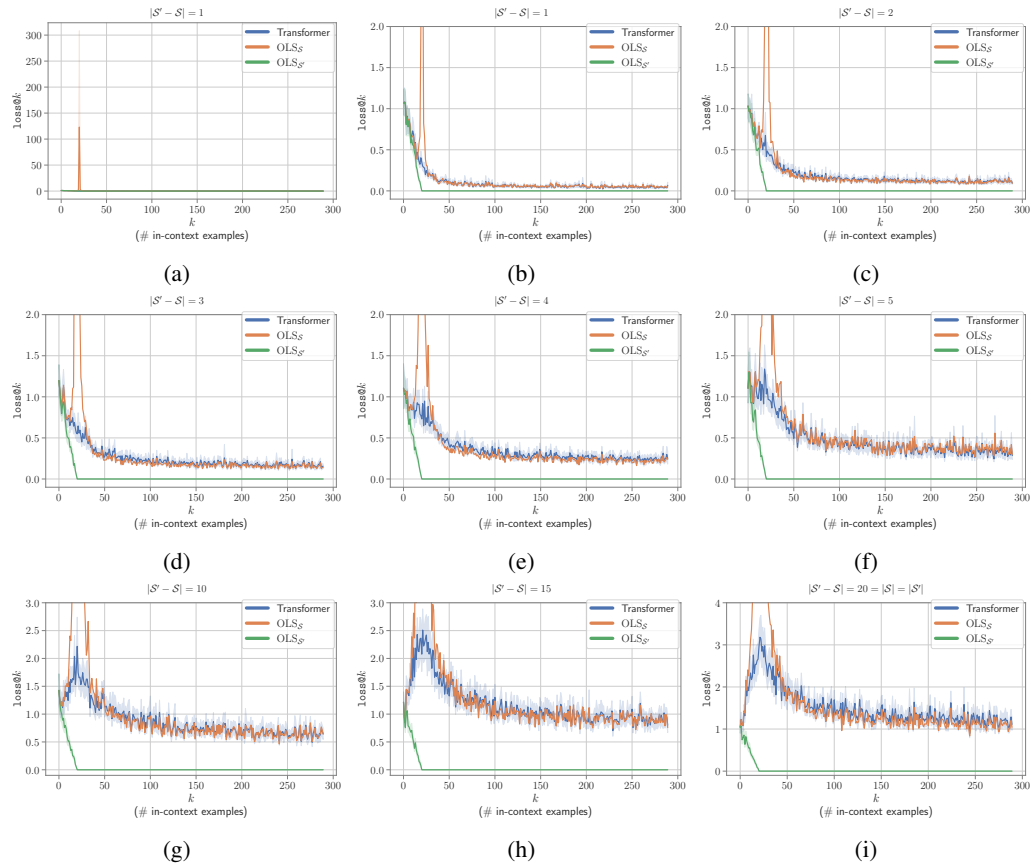 |S′ − S| = 1
loss@k
300
250
200
150
100
50
0
Transformer
OLS_S
OLS_S′
0 50 100 150 200 250 300
k
(# in-context examples)
(a)
|S′ − S| = 1
loss@k
2.0
1.5
1.0
0.5
0.0
Transformer
OLS_S
OLS_S′
0 50 100 150 200 250 300
k
(# in-context examples)
(b)
|S′ − S| = 2
loss@k
2.0
1.5
1.0
0.5
0.0
Transformer
OLS_S
OLS_S′
0 50 100 150 200 250 300
k
(# in-context examples)
(c)
|S′ − S| = 3
loss@k
2.0
1.5
1.0
0.5
0.0
Transformer
OLS_S
OLS_S′
0 50 100 150 200 250 300
k
(# in-context examples)
(d)
|S′ − S| = 4
loss@k
2.0
1.5
1.0
0.5
0.0
Transformer
OLS_S
OLS_S′
0 50 100 150 200 250 300
k
(# in-context examples)
(e)
|S′ − S| = 5
loss@k
2.0
1.5
1.0
0.5
0.0
Transformer
OLS_S
OLS_S′
0 50 100 150 200 250 300
k
(# in-context examples)
(f)
|S′ − S| = 10
loss@k
3.0
2.5
2.0
1.5
1.0
0.5
0.0
Transformer
OLS_S
OLS_S′
0 50 100 150 200 250 300
k
(# in-context examples)
(g)
|S′ − S| = 15
loss@k
3.0
2.5
2.0
1.5
1.0
0.5
0.0
Transformer
OLS_S
OLS_S′
0 50 100 150 200 250 300
k
(# in-context examples)
(h)
|S′ − S| = 20 = |S| = |S′|
loss@k
4
3
2
1
0
Transformer
OLS_S
OLS_S′
0 50 100 150 200 250 300
k
(# in-context examples)
(i)